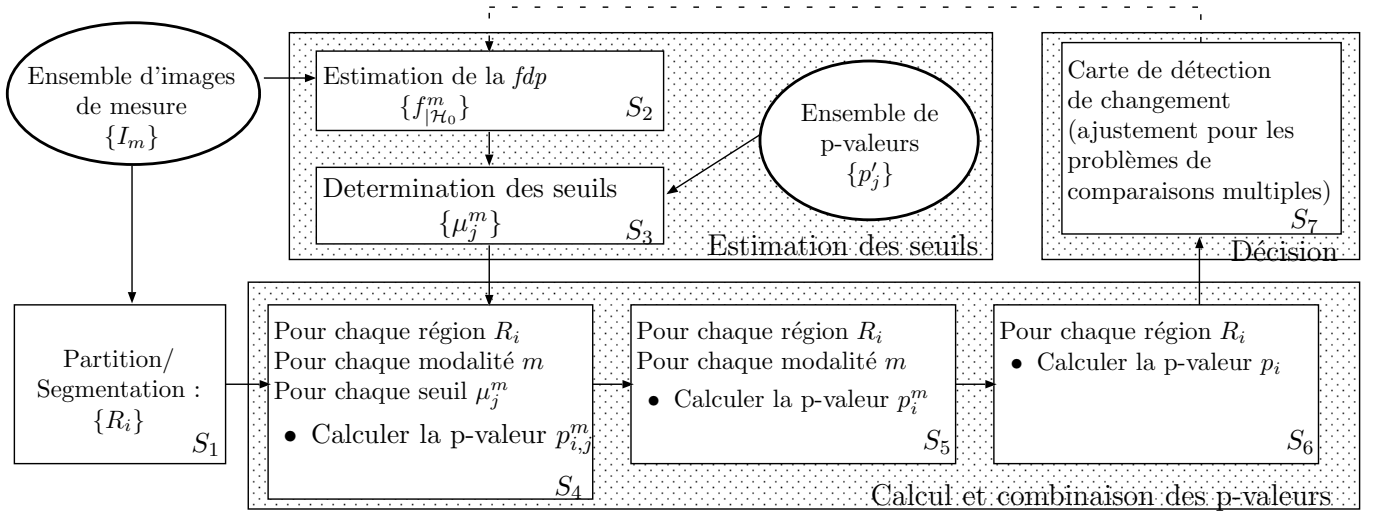 Ensemble d'images
de mesure
$\{I_m\}$
Estimation de la fdp
$\{f^m_{|\mathcal{H}_0}\}$
$S_2$
Determination des seuils
$\{\mu^m_j\}$
$S_3$
Ensemble de
p-valeurs
$\{p'_j\}$
Estimation des seuils
Carte de détection
de changement
(ajustement pour les
problèmes de
comparaisons multiples)
$S_7$
Décision
Partition/
Segmentation :
$\{R_i\}$
$S_1$
Pour chaque région $R_i$
Pour chaque modalité $m$
Pour chaque seuil $\mu^m_j$
• Calculer la p-valeur $p^m_{i,j}$
$S_4$
Pour chaque région $R_i$
Pour chaque modalité $m$
• Calculer la p-valeur $p^m_i$
$S_5$
Pour chaque région $R_i$
• Calculer la p-valeur $p_i$
$S_6$
Calcul et combinaison des p-valeurs